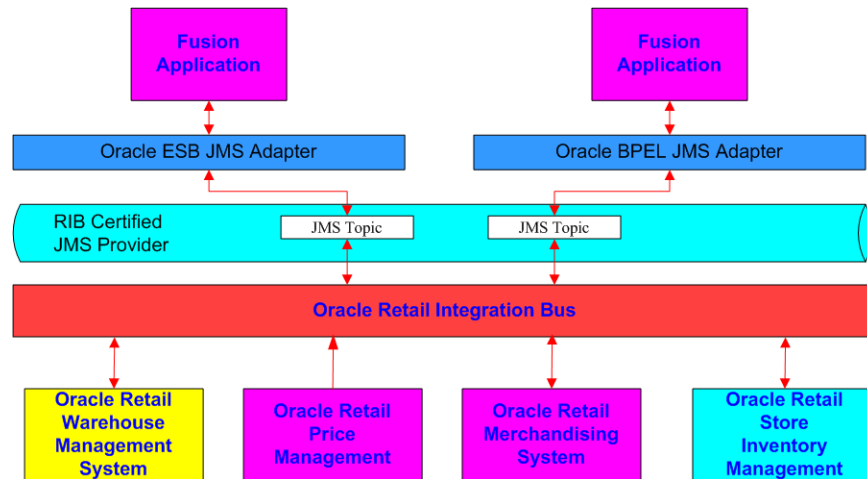 Fusion
Application
Fusion
Application
Oracle ESB JMS Adapter
Oracle BPEL JMS Adapter
RIB Certified
JMS Provider
JMS Topic
JMS Topic
Oracle Retail Integration Bus
Oracle Retail
Warehouse
Management
System
Oracle Retail
Price
Management
Oracle Retail
Merchandising
System
Oracle Retail
Store
Inventory
Management